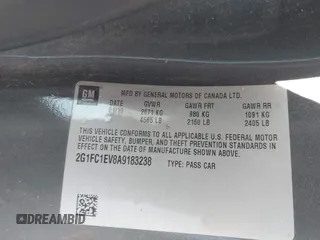 GM
MFD BY GENERAL MOTORS OF CANADA LTD.
DATE GVWR GAWR FRT GAWR RR
2071 KG 986 KG 1091 KG
4565 LB 2168 LB 2405 LB
THIS VEHICLE CONFORMS TO ALL APPLICABLE U.S. FEDERAL MOTOR
VEHICLE SAFETY, BUMPER, AND THEFT PREVENTION STANDARDS IN
EFFECT ON THE DATE OF MANUFACTURE SHOWN ABOVE.
2G1FC1EV8A9183238 TYPE: PASS CAR
DREAMBID